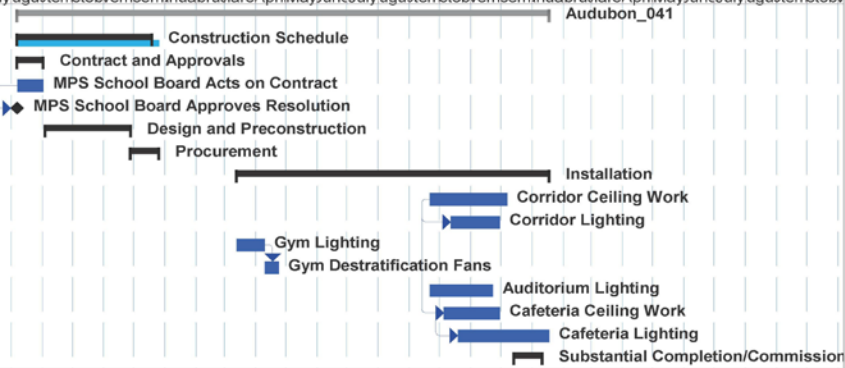 Audubon_041
Construction Schedule
Contract and Approvals
MPS School Board Acts on Contract
MPS School Board Approves Resolution
Design and Preconstruction
Procurement
Installation
Corridor Ceiling Work
Corridor Lighting
Gym Lighting
Gym Destratification Fans
Auditorium Lighting
Cafeteria Ceiling Work
Cafeteria Lighting
Substantial Completion/Commission